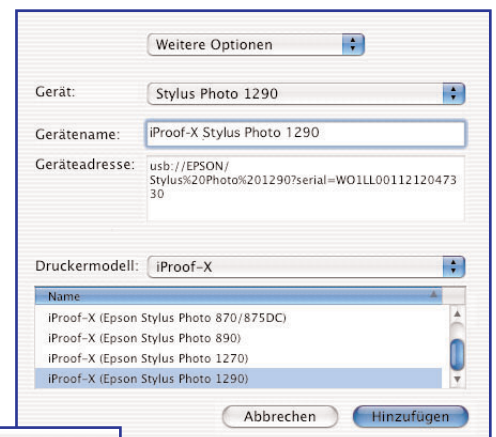 Weitere Optionen
Gerät: Stylus Photo 1290
Gerätename: iProof-X Stylus Photo 1290
Geräteadresse: usb://EPSON/
Stylus%20Photo%201290?serial=WO1LL00112120473
30
Druckermodell: iProof-X
Name
iProof-X (Epson Stylus Photo 870/875DC)
iProof-X (Epson Stylus Photo 890)
iProof-X (Epson Stylus Photo 1270)
iProof-X (Epson Stylus Photo 1290)
Abbrechen Hinzufügen